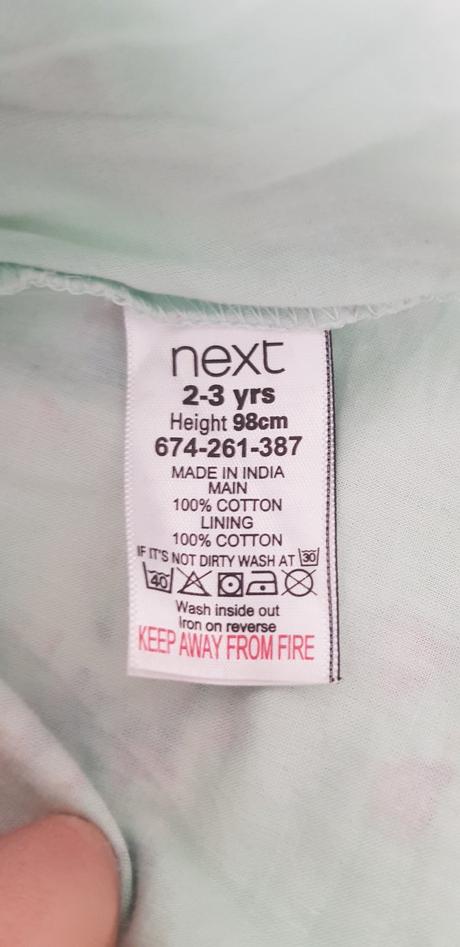 next
2-3 yrs
Height 98cm
674-261-387
MADE IN INDIA
MAIN
100% COTTON
LINING
100% COTTON
IF IT'S NOT DIRTY WASH AT 30
40
Wash inside out
Iron on reverse
KEEP AWAY FROM FIRE